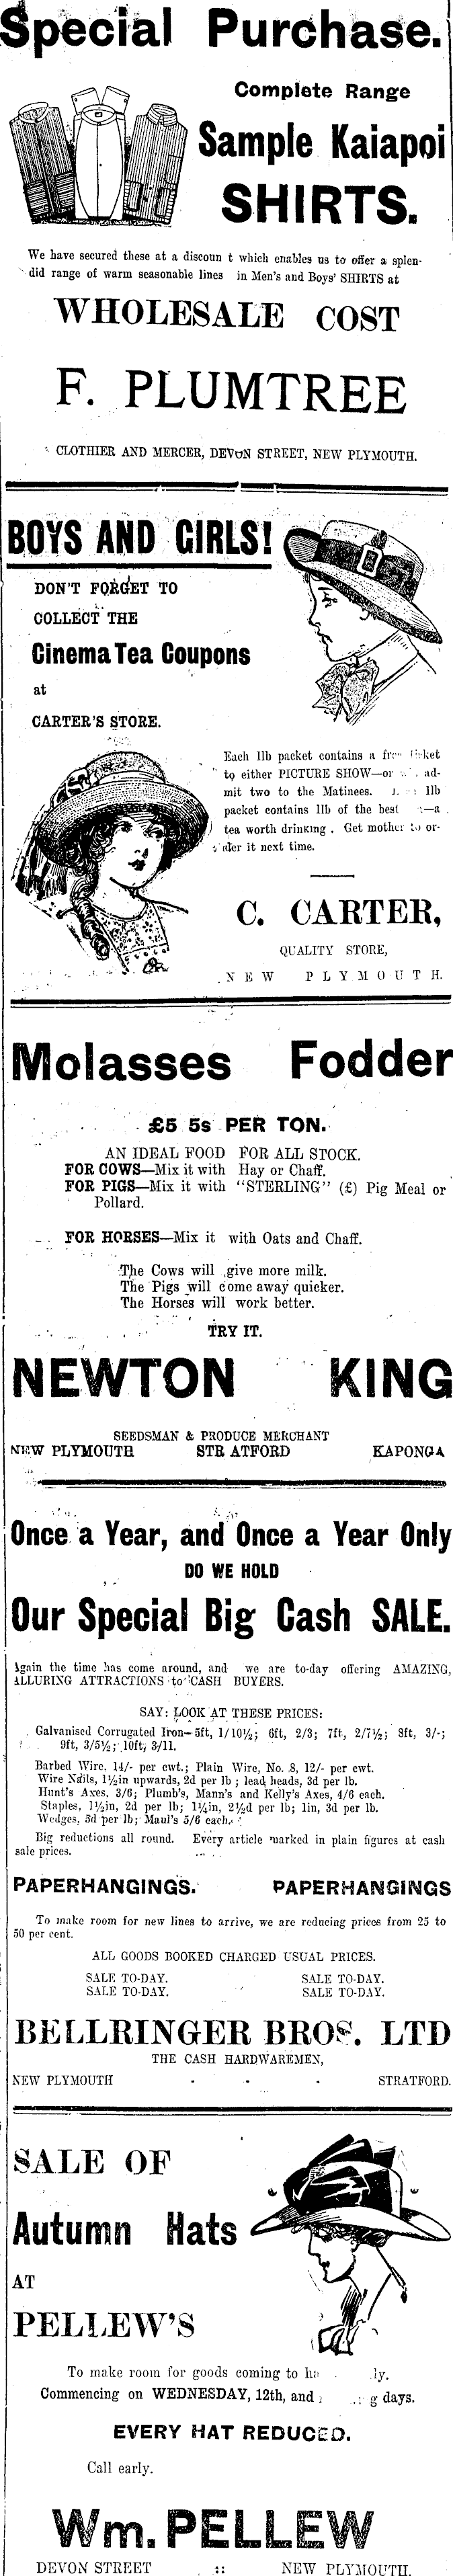 Special Purchase.
Complete Range
Sample Kaiapoi
SHIRTS.
We have secured these at a discoun t which enables us to offer a splen-
did range of warm seasonable lines in Men's and Boys' SHIRTS at
WHOLESALE COST
F. PLUMTREE
CLOTHIER AND MERCER, DEVON STREET, NEW PLYMOUTH.
BOYS AND GIRLS!
DON'T FORGET TO
COLLECT THE
Cinema Tea Coupons
at
CARTER'S STORE.
Each 1lb packet contains a
to either PICTURE SHOW—or ad-
mit two to the Matinees. 1lb
packet contains 1lb of the best —a
tea worth drinking . Get mother to or-
der it next time.
C. CARTER,
QUALITY STORE,
NEW PLYMOUTH.
Molasses Fodder
£5 5s PER TON.
AN IDEAL FOOD FOR ALL STOCK.
FOR COWS—Mix it with Hay or Chaff.
FOR PIGS—Mix it with "STERLING" (£) Pig Meal or
Pollard.
FOR HORSES—Mix it with Oats and Chaff.
The Cows will give more milk.
The Pigs will come away quicker.
The Horses will work better.
TRY IT.
NEWTON KING
SEEDSMAN & PRODUCE MERCHANT
NEW PLYMOUTH STRATFORD KAPONGA
Once a Year, and Once a Year Only
DO WE HOLD
Our Special Big Cash SALE.
Again the time has come around, and we are to-day offering AMAZING,
ALLURING ATTRACTIONS to CASH BUYERS.
SAY: LOOK AT THESE PRICES:
Galvanised Corrugated Iron—5ft, 1/10½; 6ft, 2/3; 7ft, 2/7½; 8ft, 3/-;
9ft, 3/5½; 10ft, 3/11.
Barbed Wire, 14/- per cwt.; Plain Wire, No. 8, 12/- per cwt.
Wire Nails, 1½in upwards, 2d per lb ; lead heads, 3d per lb.
Hunt's Axes, 3/6; Plumb's, Mann's and Kelly's Axes, 4/6 each.
Staples, 1½in, 2d per lb; 1¼in, 2½d per lb; 1in, 3d per lb.
Wedges, 5d per lb; Maul's 5/6 each.
Big reductions all round. Every article marked in plain figures at cash
sale prices.
PAPERHANGINGS. PAPERHANGINGS
To make room for new lines to arrive, we are reducing prices from 25 to
50 per cent.
ALL GOODS BOOKED CHARGED USUAL PRICES.
SALE TO-DAY. SALE TO-DAY.
SALE TO-DAY. SALE TO-DAY.
BELLRINGER BROS. LTD
THE CASH HARDWAREMEN,
NEW PLYMOUTH - - - STRATFORD.
SALE OF
Autumn Hats
AT
PELLEW'S
To make room for goods coming to
Commencing on WEDNESDAY, 12th, and days.
EVERY HAT REDUCED.
Call early.
Wm. PELLEW
DEVON STREET :: NEW PLYMOUTH.